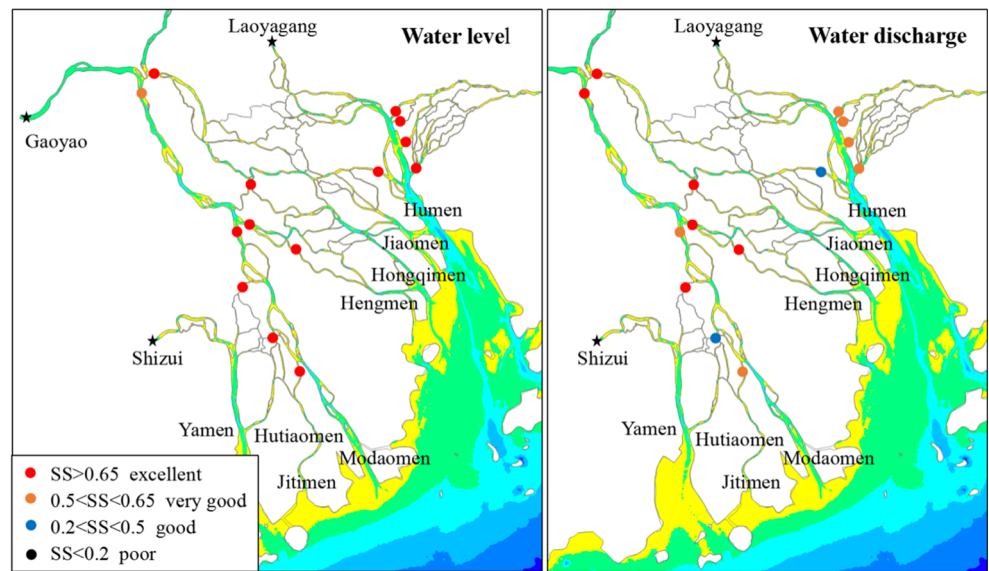 Water level
Laoyagang
Gaoyao
Humen
Jiaomen
Hongqimen
Hengmen
Shizui
Yamen
Hutiaomen
Modaomen
Jitimen
SS>0.65 excellent
0.5<SS<0.65 very good
0.2<SS<0.5 good
SS<0.2 poor
Water discharge
Laoyagang
Humen
Jiaomen
Hongqimen
Hengmen
Shizui
Yamen
Hutiaomen
Modaomen
Jitimen